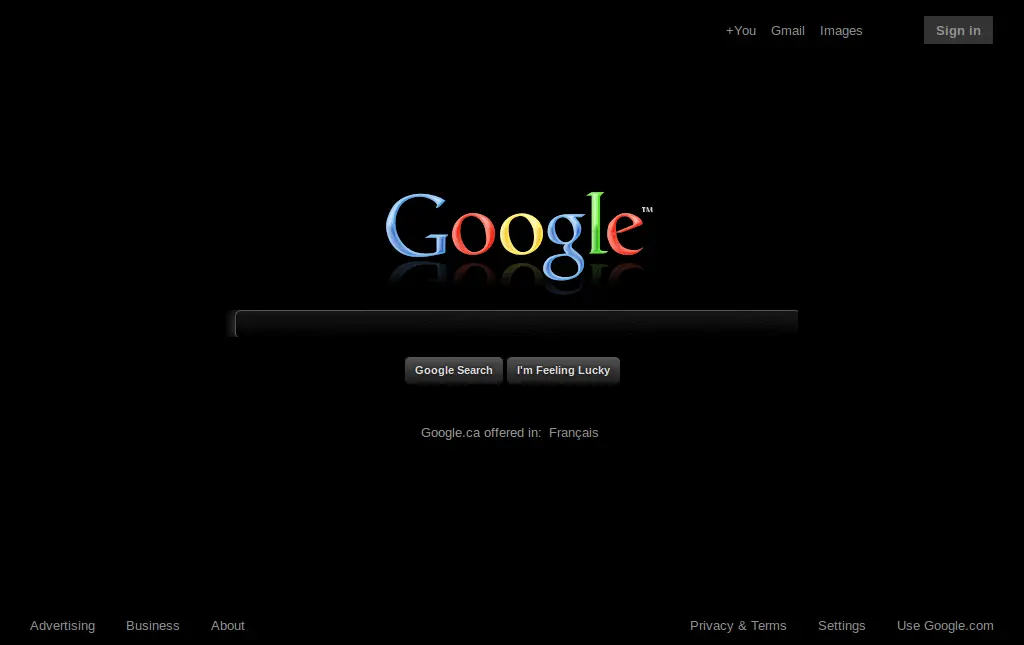 +You Gmail Images Sign in
Google™
Google Search I'm Feeling Lucky
Google.ca offered in: Français
Advertising Business About Privacy & Terms Settings Use Google.com